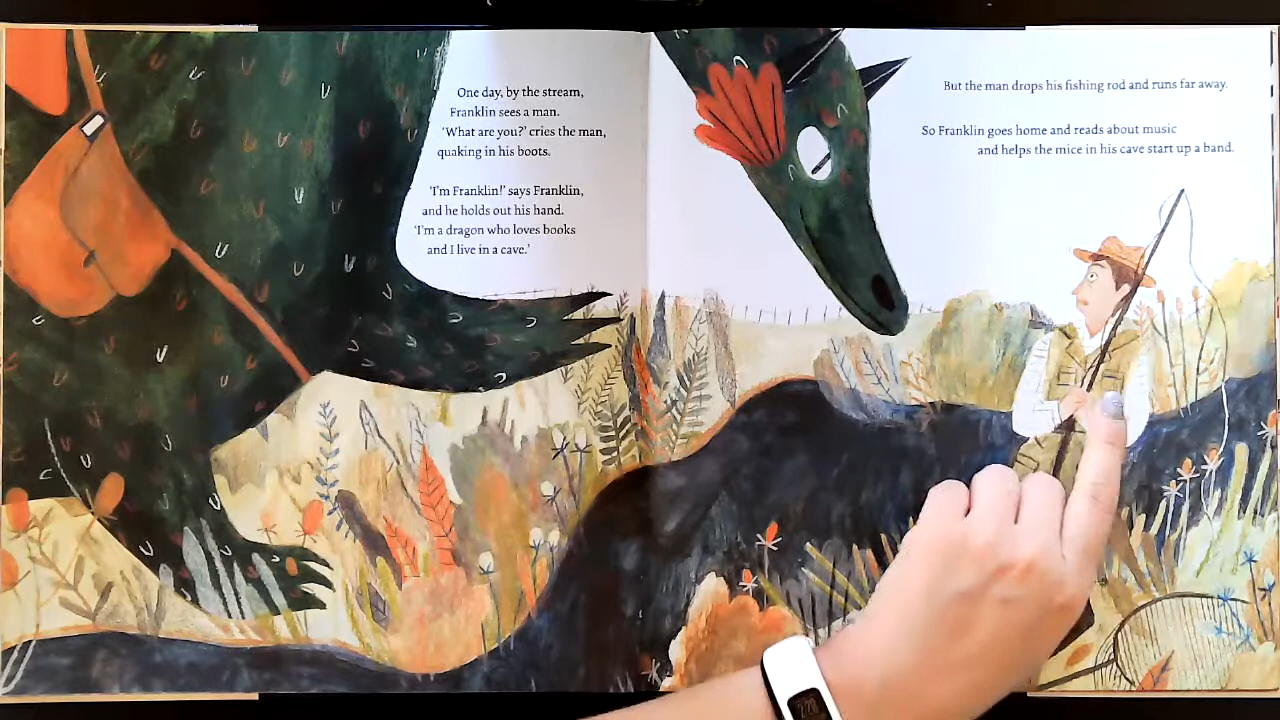 One day, by the stream,
Franklin sees a man.
‘What are you?’ cries the man,
quaking in his boots.
‘I’m Franklin!’ says Franklin,
and he holds out his hand.
‘I’m a dragon who loves books
and I live in a cave.’
But the man drops his fishing rod and runs far away.
So Franklin goes home and reads about music
and helps the mice in his cave start up a band.